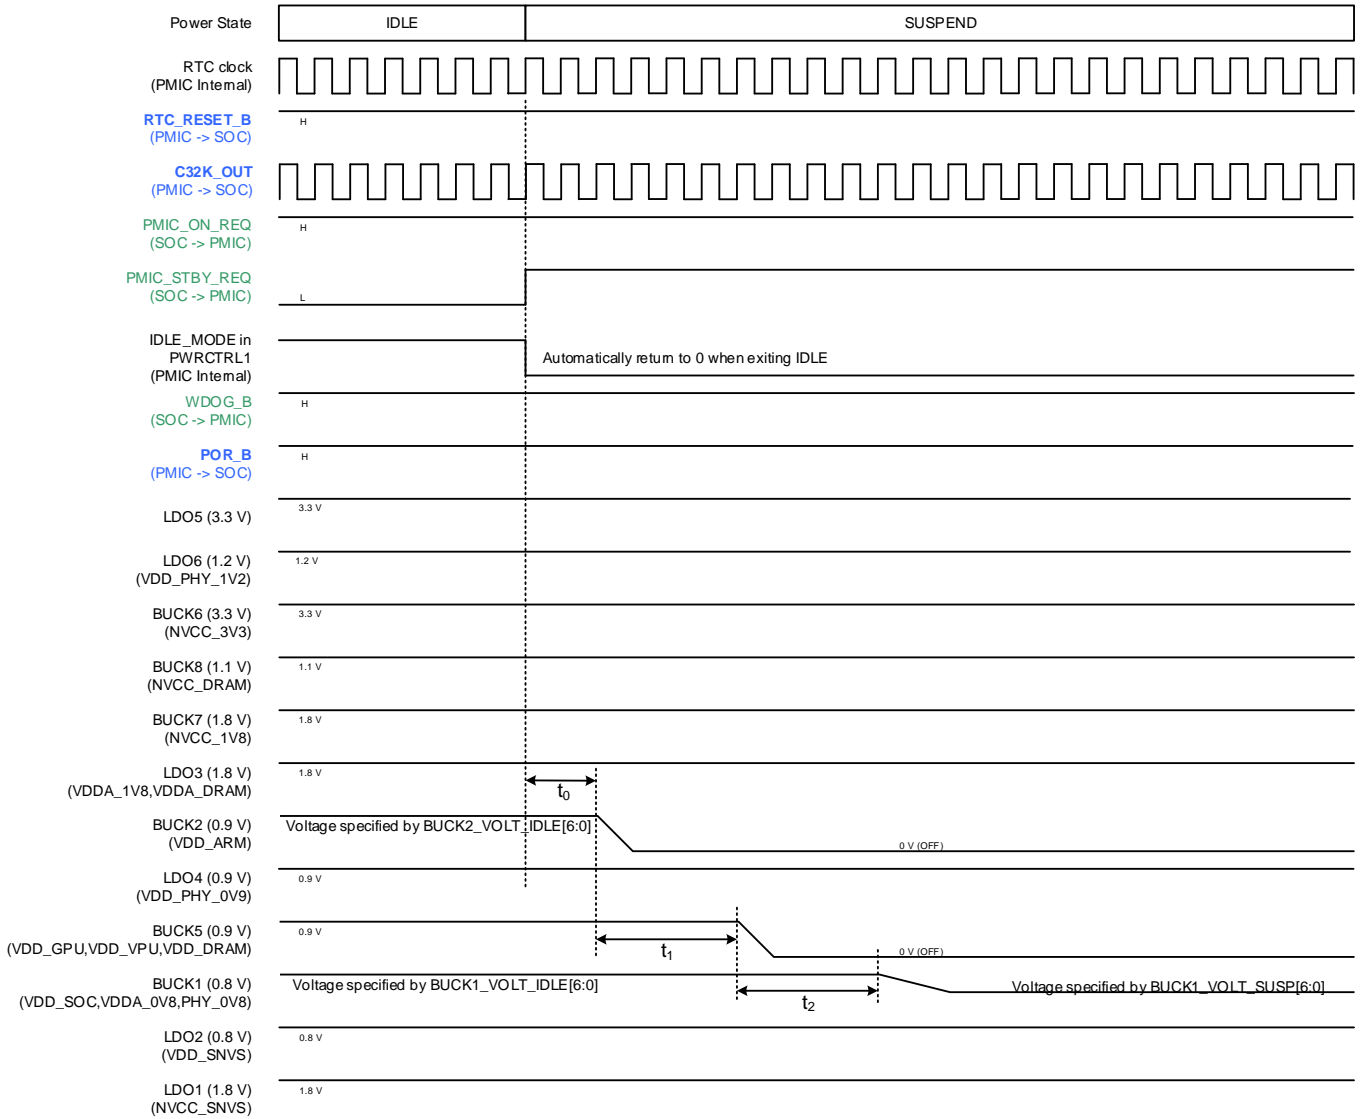 Power State
IDLE
SUSPEND
RTC clock
(PMIC Internal)
RTC_RESET_B
(PMIC -> SOC)
H
C32K_OUT
(PMIC -> SOC)
PMIC_ON_REQ
(SOC -> PMIC)
H
PMIC_STBY_REQ
(SOC -> PMIC)
L
IDLE_MODE in
PWRCTRL1
(PMIC Internal)
Automatically return to 0 when exiting IDLE
WDOG_B
(SOC -> PMIC)
H
POR_B
(PMIC -> SOC)
H
LDO5 (3.3 V)
3.3 V
LDO6 (1.2 V)
(VDD_PHY_1V2)
1.2 V
BUCK6 (3.3 V)
(NVCC_3V3)
3.3 V
BUCK8 (1.1 V)
(NVCC_DRAM)
1.1 V
BUCK7 (1.8 V)
(NVCC_1V8)
1.8 V
LDO3 (1.8 V)
(VDDA_1V8,VDDA_DRAM)
1.8 V
t0
BUCK2 (0.9 V)
(VDD_ARM)
Voltage specified by BUCK2_VOLT_IDLE[6:0]
0 V (OFF)
LDO4 (0.9 V)
(VDD_PHY_0V9)
0.9 V
BUCK5 (0.9 V)
(VDD_GPU,VDD_VPU,VDD_DRAM)
0.9 V
t1
0 V (OFF)
BUCK1 (0.8 V)
(VDD_SOC,VDDA_0V8,PHY_0V8)
Voltage specified by BUCK1_VOLT_IDLE[6:0]
t2
Voltage specified by BUCK1_VOLT_SUSP[6:0]
LDO2 (0.8 V)
(VDD_SNVS)
0.8 V
LDO1 (1.8 V)
(NVCC_SNVS)
1.8 V